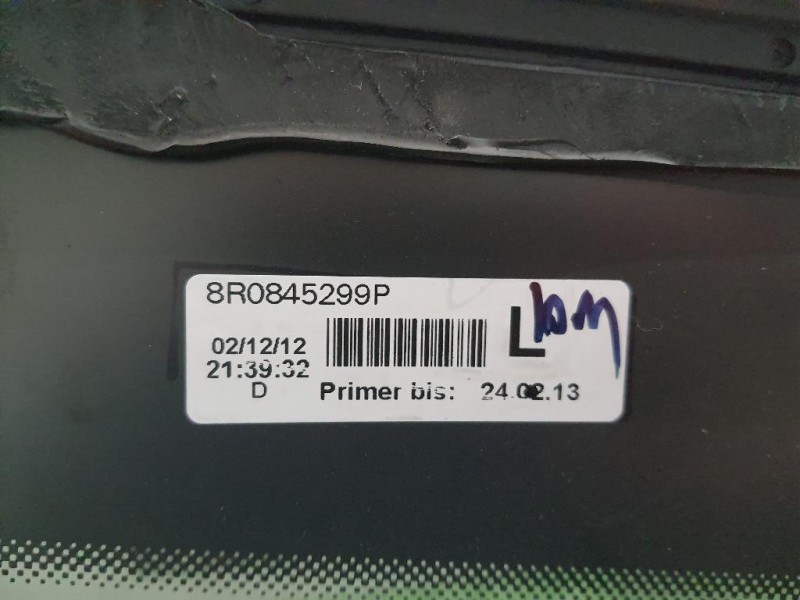 8R0845299P
02/12/12
L
21:39:32
D Primer bis: 24.02.13